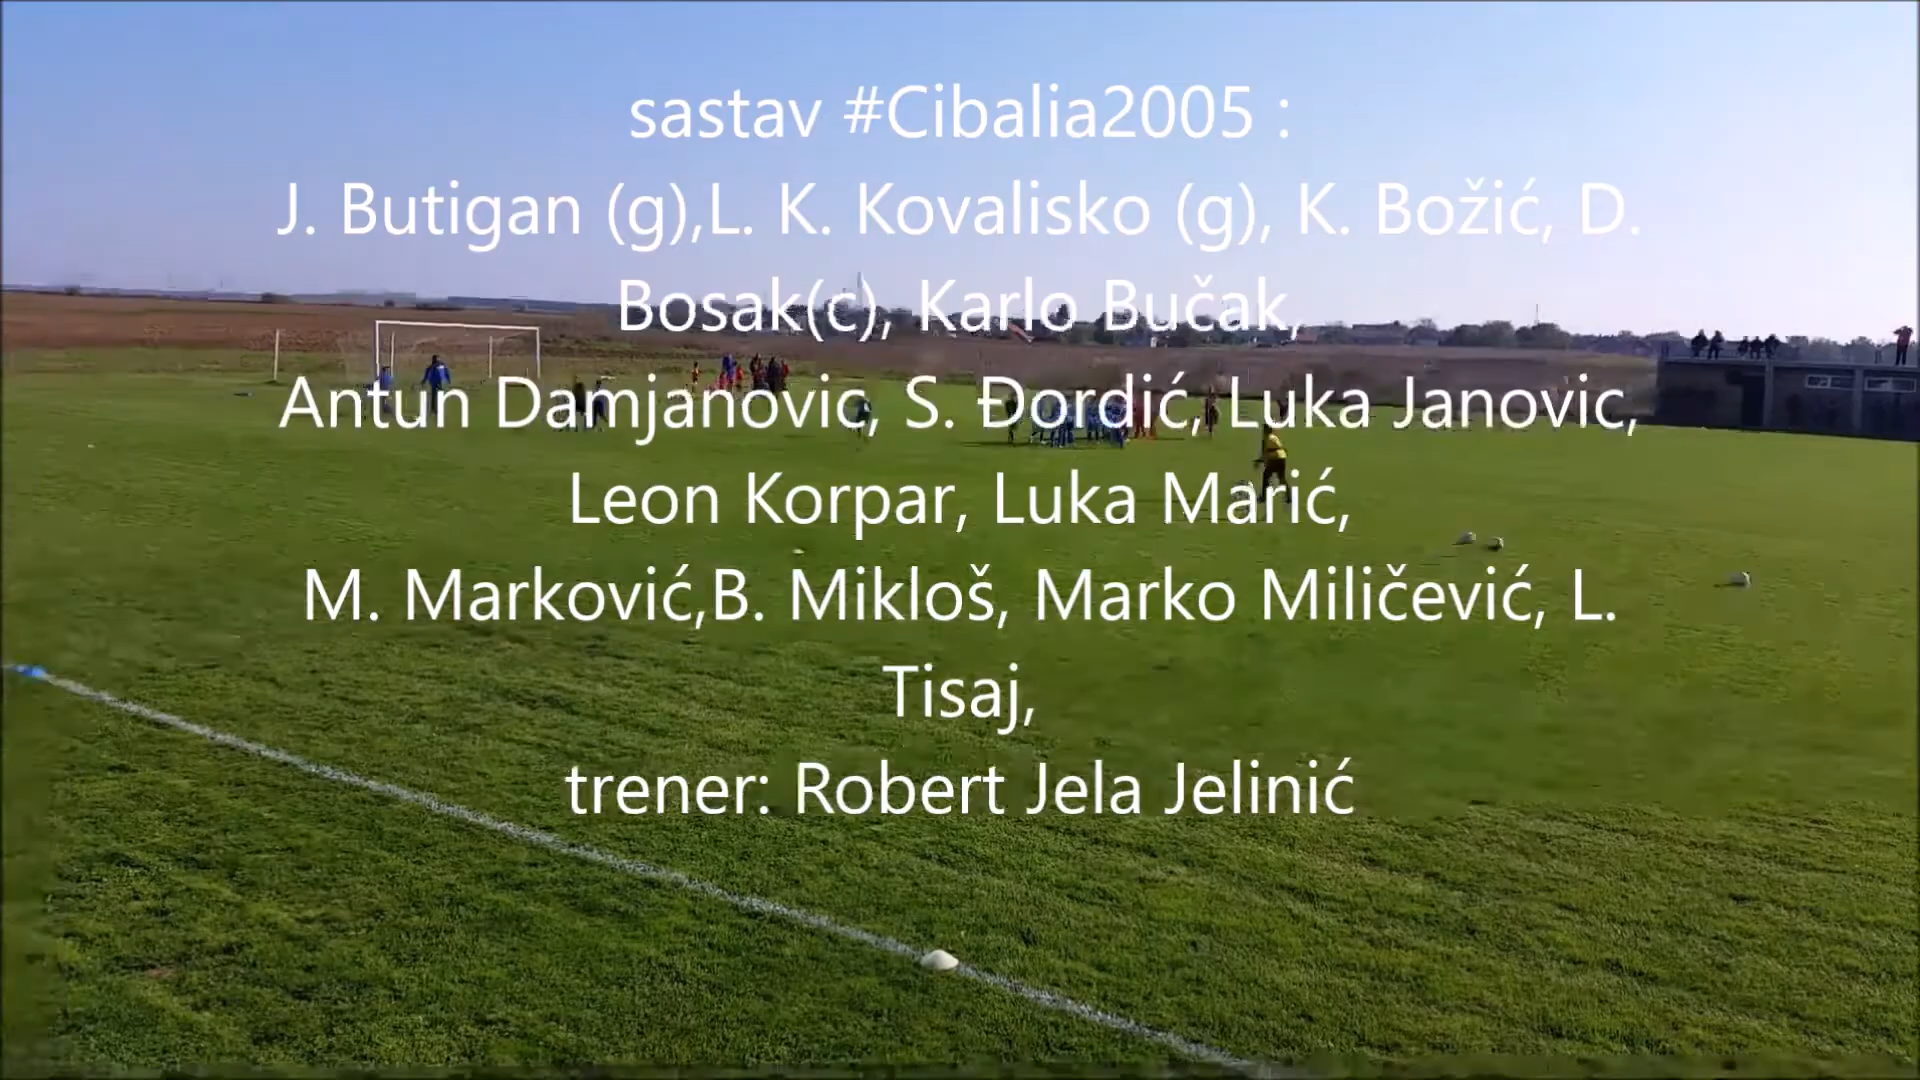 sastav #Cibalia2005 :
J. Butigan (g),L. K. Kovalisko (g), K. Božić, D.
Bosak(c), Karlo Bučak,
Antun Damjanovic, S. Đordić, Luka Janovic,
Leon Korpar, Luka Marić,
M. Marković,B. Mikloš, Marko Miličević, L.
Tisaj,
trener: Robert Jela Jelinić